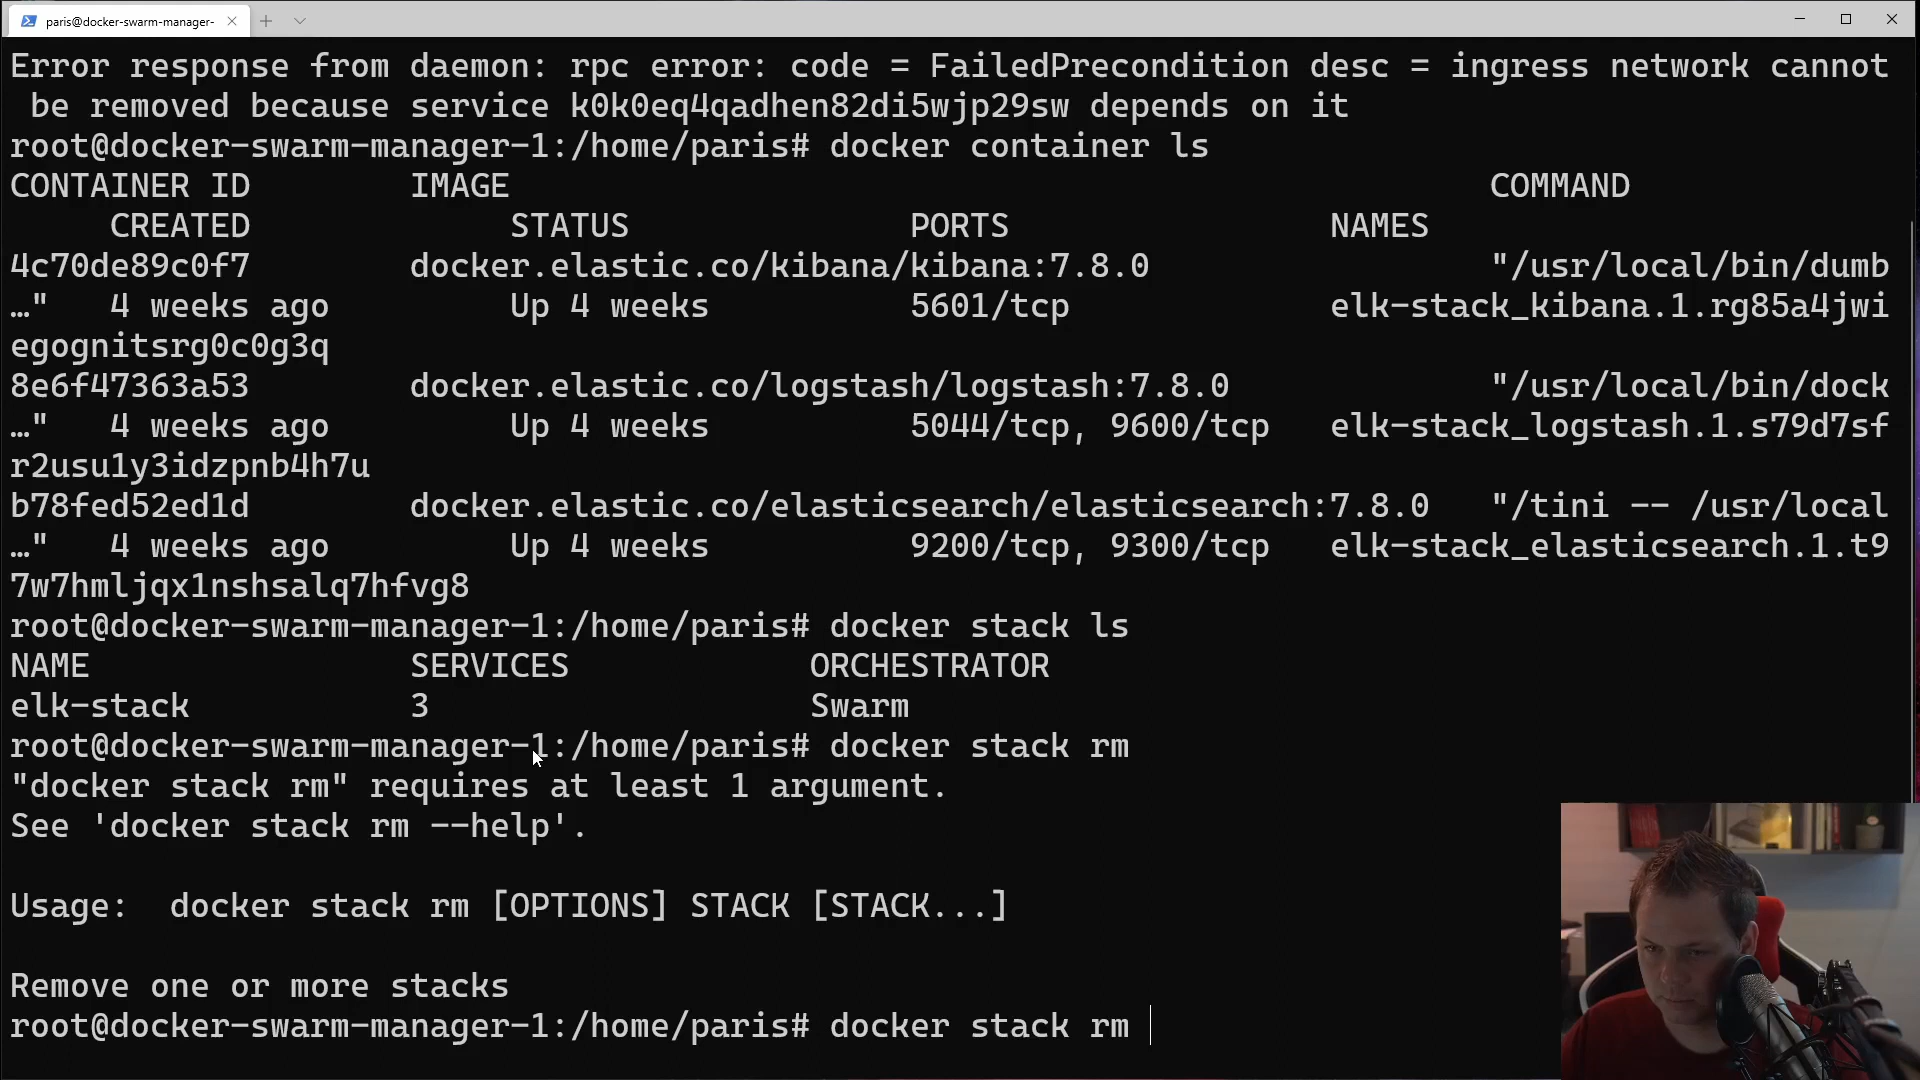 paris@docker-swarm-manager-
Error response from daemon: rpc error: code = FailedPrecondition desc = ingress network cannot
be removed because service k0k0eq4qadhen82di5wjp29sw depends on it
root@docker-swarm-manager-1:/home/paris# docker container ls
CONTAINER ID IMAGE COMMAND
CREATED STATUS PORTS NAMES
4c70de89c0f7 docker.elastic.co/kibana/kibana:7.8.0 "/usr/local/bin/dumb
…" 4 weeks ago Up 4 weeks 5601/tcp elk-stack_kibana.1.rg85a4jwi
egognitsrg0c0g3q
8e6f47363a53 docker.elastic.co/logstash/logstash:7.8.0 "/usr/local/bin/dock
…" 4 weeks ago Up 4 weeks 5044/tcp, 9600/tcp elk-stack_logstash.1.s79d7sf
r2usu1y3idzpnb4h7u
b78fed52ed1d docker.elastic.co/elasticsearch/elasticsearch:7.8.0 "/tini -- /usr/local
…" 4 weeks ago Up 4 weeks 9200/tcp, 9300/tcp elk-stack_elasticsearch.1.t9
7w7hmljqx1nshsalq7hfvg8
root@docker-swarm-manager-1:/home/paris# docker stack ls
NAME SERVICES ORCHESTRATOR
elk-stack 3 Swarm
root@docker-swarm-manager-1:/home/paris# docker stack rm
"docker stack rm" requires at least 1 argument.
See 'docker stack rm --help'.
Usage: docker stack rm [OPTIONS] STACK [STACK...]
Remove one or more stacks
root@docker-swarm-manager-1:/home/paris# docker stack rm